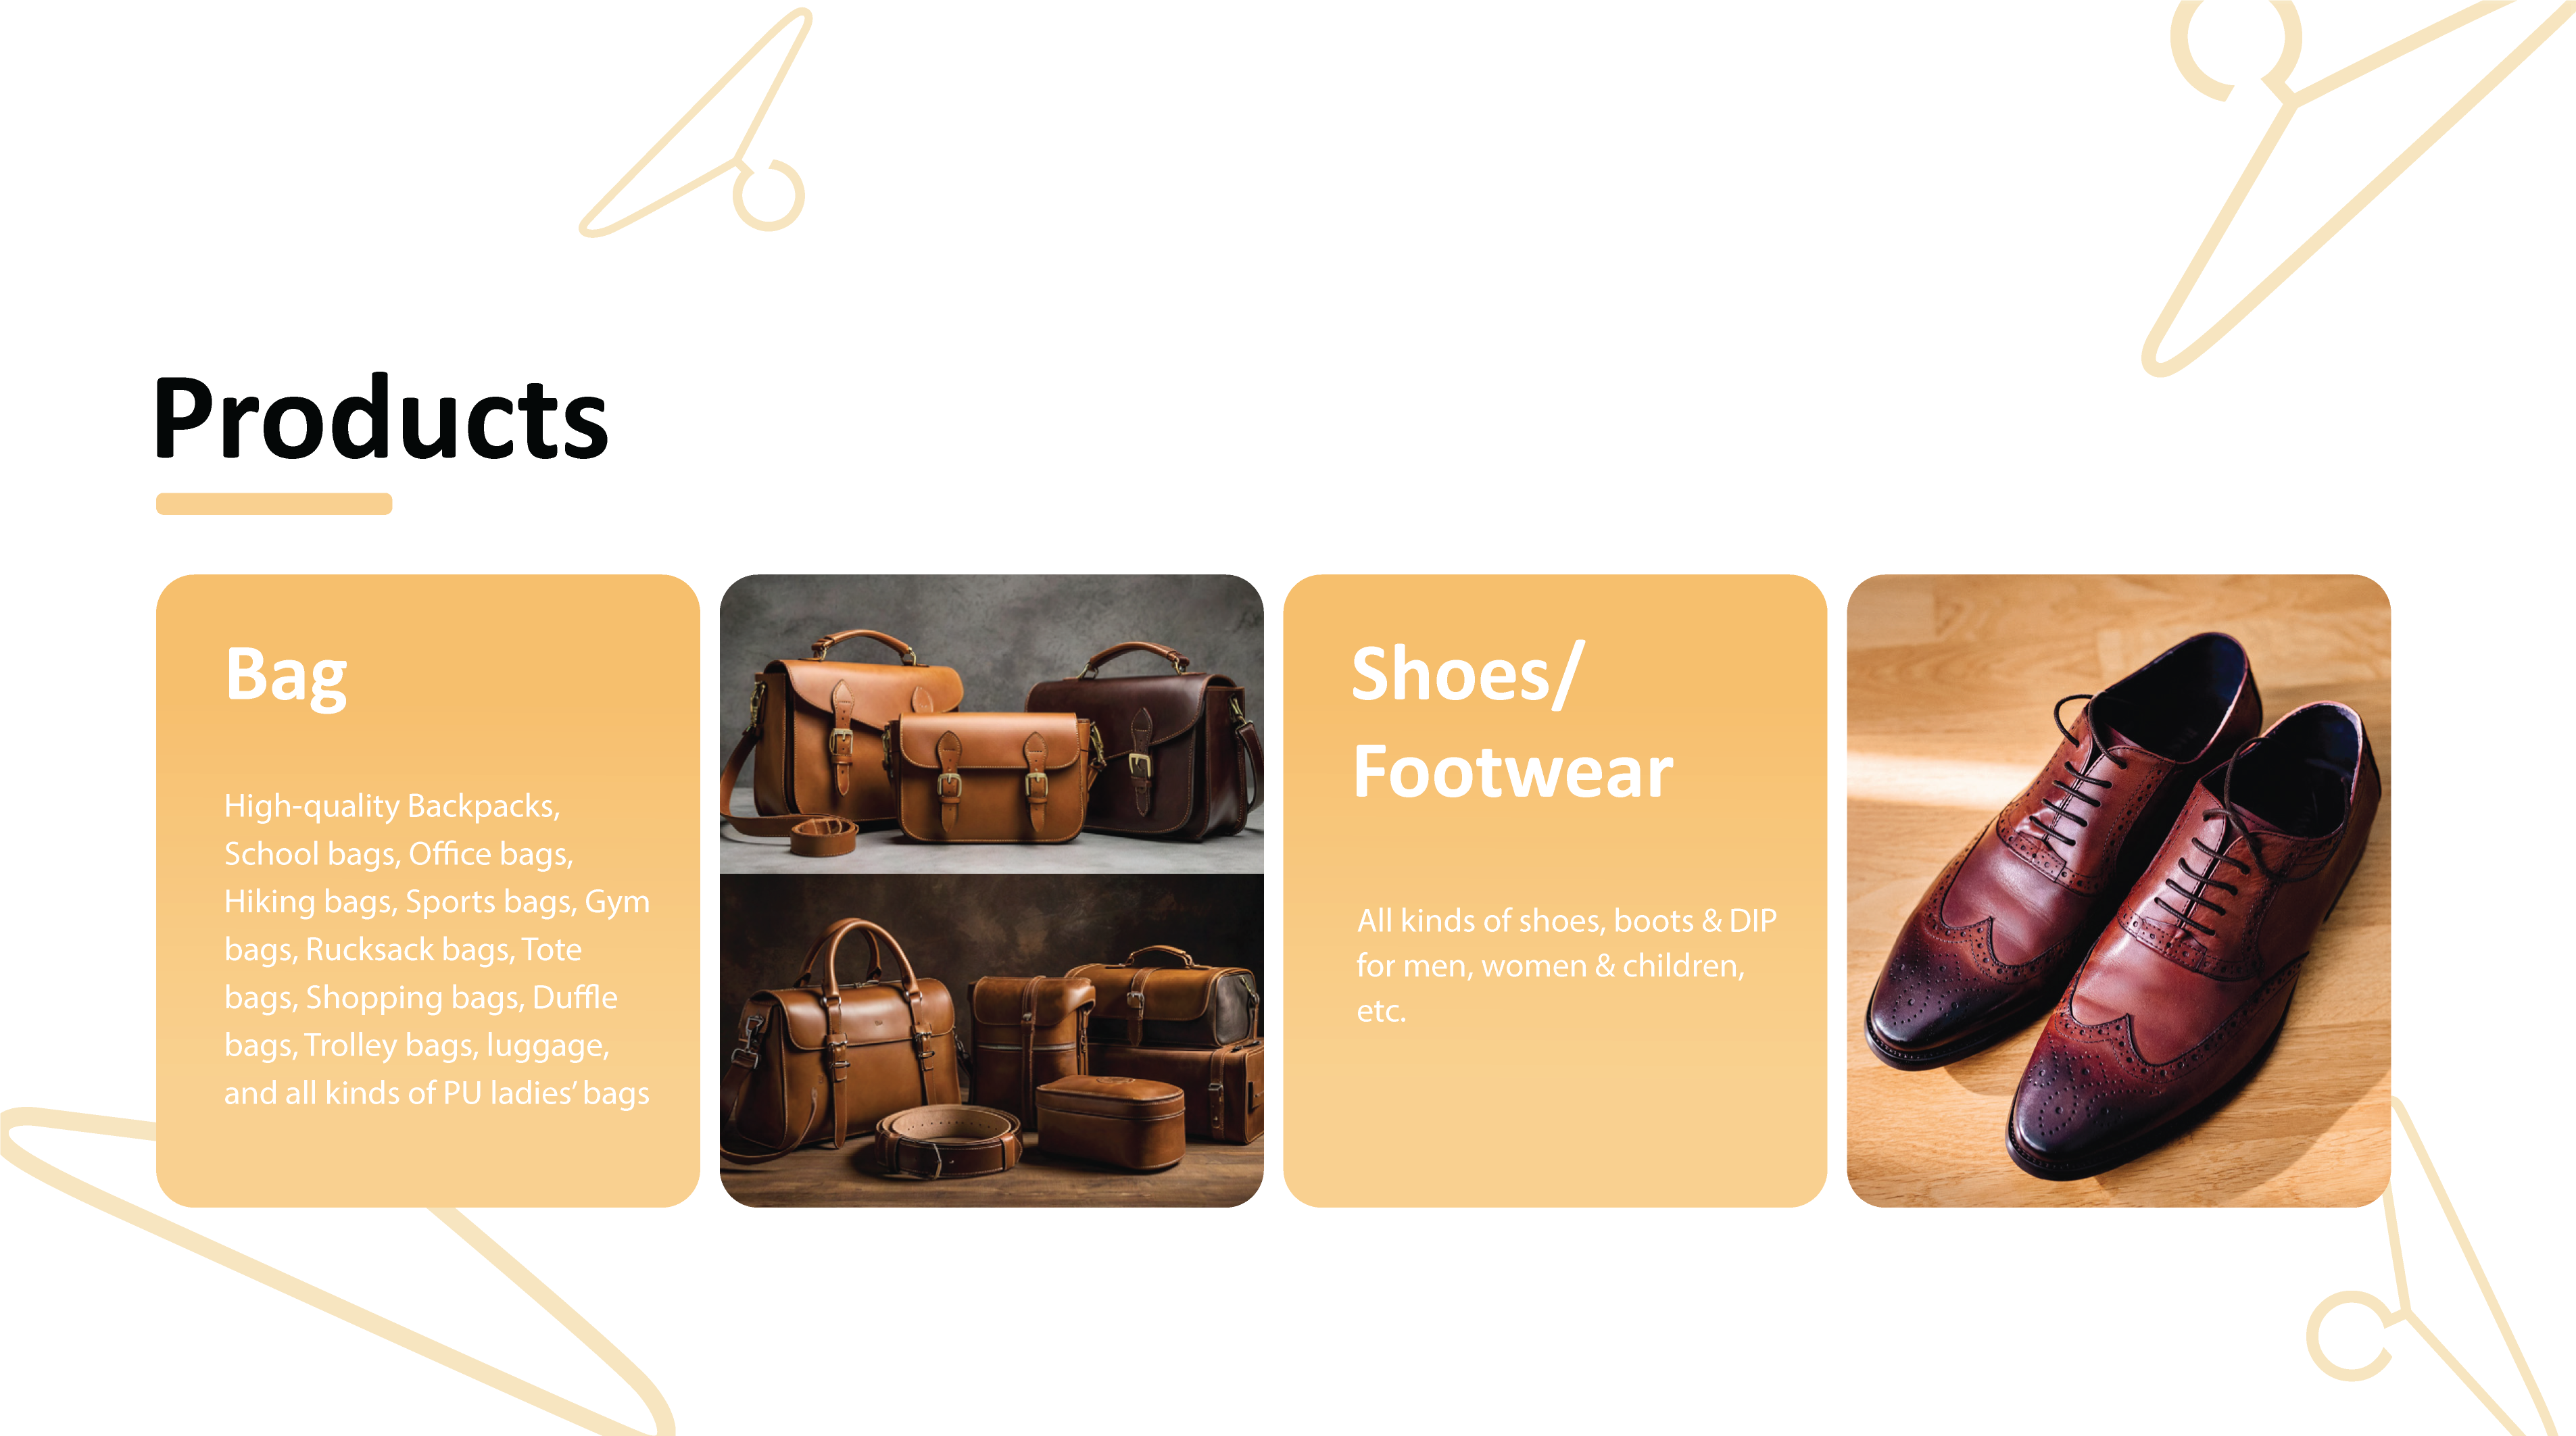 Products
Bag
High-quality Backpacks,
School bags, Office bags,
Hiking bags, Sports bags, Gym
bags, Rucksack bags, Tote
bags, Shopping bags, Duffle
bags, Trolley bags, luggage,
and all kinds of PU ladies’ bags
Shoes/
Footwear
All kinds of shoes, boots & DIP
for men, women & children,
etc.